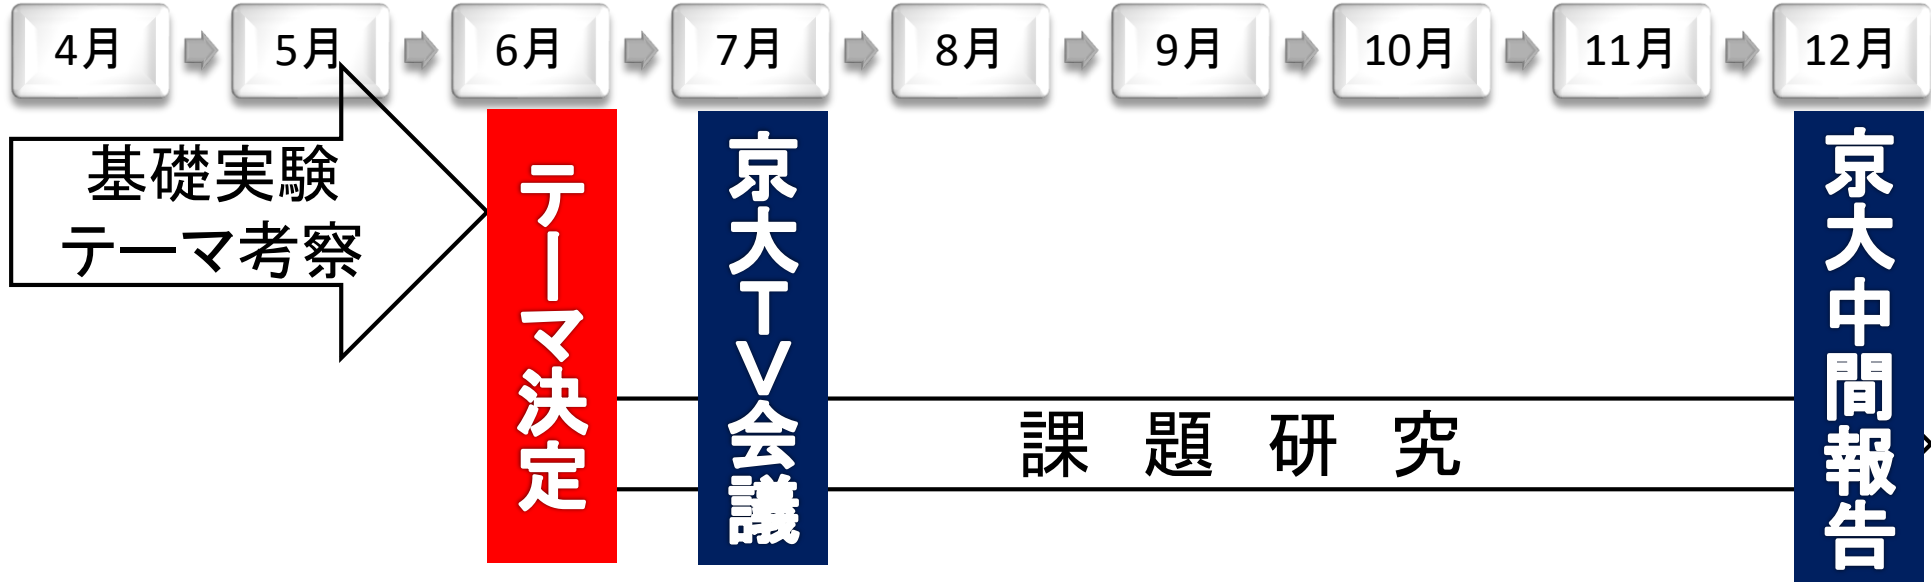 4月 5月 6月 7月 8月 9月 10月 11月 12月
基礎実験
テーマ考察
テーマ決定
京大TV会議
課題研究
京大中間報告